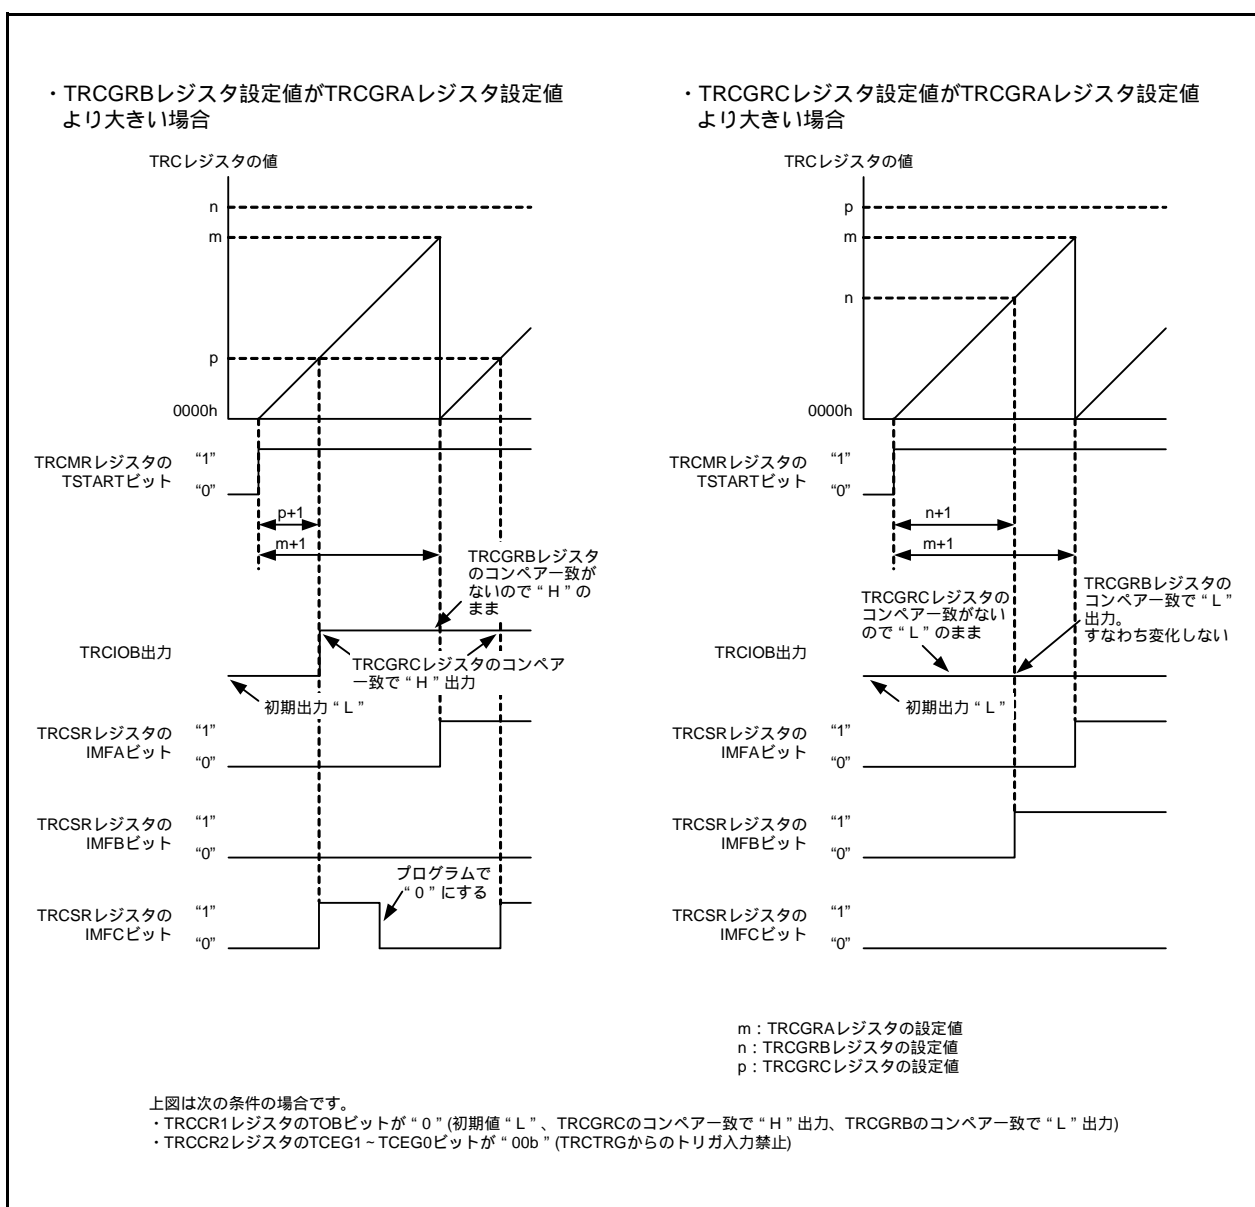 ・TRCGRBレジスタ設定値がTRCGRAレジスタ設定値
より大きい場合
TRCレジスタの値
n
m
p
0000h
TRCMRレジスタの
TSTARTビット
“1”
“0”
p+1
m+1
TRCGRBレジスタ
のコンペア一致が
ないので“H”の
まま
TRCIOB出力
TRCGRCレジスタのコンペア
一致で“H”出力
初期出力“L”
TRCSRレジスタの
IMFAビット
“1”
“0”
TRCSRレジスタの
IMFBビット
“1”
“0”
プログラムで
“0”にする
TRCSRレジスタの
IMFCビット
“1”
“0”
・TRCGRCレジスタ設定値がTRCGRAレジスタ設定値
より大きい場合
TRCレジスタの値
p
m
n
0000h
TRCMRレジスタの
TSTARTビット
“1”
“0”
n+1
m+1
TRCGRCレジスタの
コンペア一致がない
ので“L”のまま
TRCGRBレジスタの
コンペア一致で“L”
出力。
すなわち変化しない
TRCIOB出力
初期出力“L”
TRCSRレジスタの
IMFAビット
“1”
“0”
TRCSRレジスタの
IMFBビット
“1”
“0”
TRCSRレジスタの
IMFCビット
“1”
“0”
m：TRCGRAレジスタの設定値
n：TRCGRBレジスタの設定値
p：TRCGRCレジスタの設定値
上図は次の条件の場合です。
・TRCCR1レジスタのTOBビットが“0”(初期値“L”、TRCGRCのコンペア一致で“H”出力、TRCGRBのコンペア一致で“L”出力)
・TRCCR2レジスタのTCEG1～TCEG0ビットが“00b”(TRCTRGからのトリガ入力禁止)